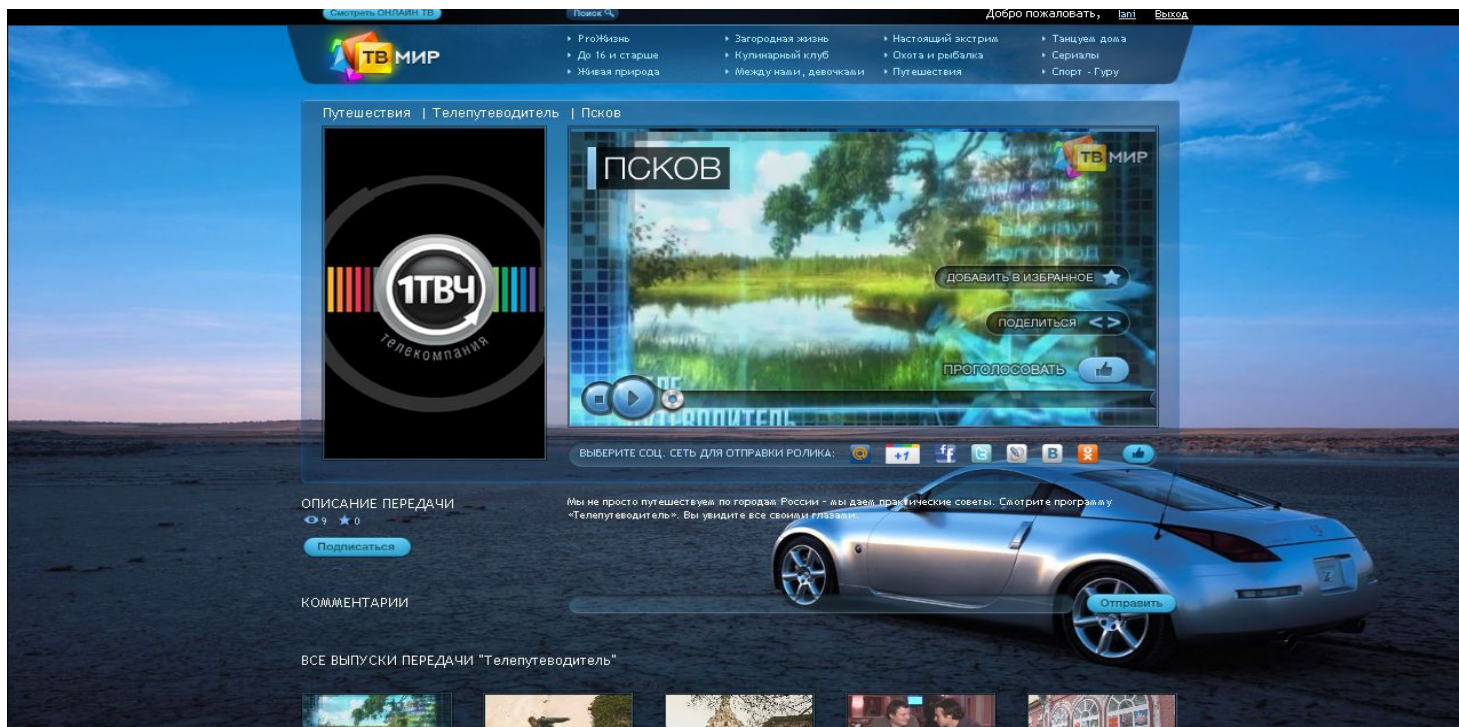 Смотреть ОНЛАЙН ТВ
Поиск
Добро пожаловать, lani Выход
ТВ МИР
ProЖизнь
До 16 и старше
Живая природа
Загородная жизнь
Кулинарный клуб
Между нами, девочками
Настоящий экстрим
Охота и рыбалка
Путешествия
Танцуем дома
Сериалы
Спорт - Гуру
Путешествия | Телепутеводитель | Псков
1ТВЧ
телекомпания
ПСКОВ
ТВ МИР
Барнаул
Белгород
ДОБАВИТЬ В ИЗБРАННОЕ
ПОДЕЛИТЬСЯ <>
ПРОГОЛОСОВАТЬ
ВЫБЕРИТЕ СОЦ. СЕТЬ ДЛЯ ОТПРАВКИ РОЛИКА: +1 f B
ОПИСАНИЕ ПЕРЕДАЧИ
9 0
Подписаться
Мы не просто путешествуем по городам России - мы даем практические советы. Смотрите программу
«Телепутеводитель». Вы увидите все своими глазами.
КОММЕНТАРИИ
Отправить
ВСЕ ВЫПУСКИ ПЕРЕДАЧИ "Телепутеводитель"